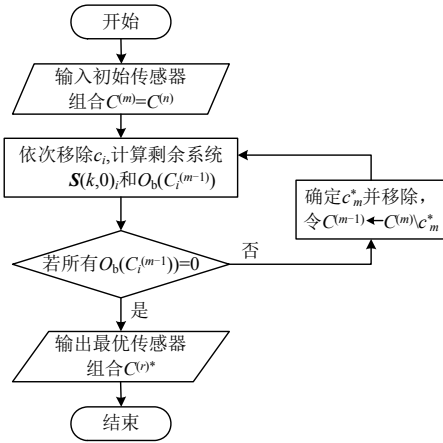 开始
输入初始传感器
组合C⁽ᵐ⁾=C⁽ⁿ⁾
依次移除cᵢ,计算剩余系统
S(k,0)ᵢ和O_b(Cᵢ⁽ᵐ⁻¹⁾)
确定c*ₘ并移除,
令C⁽ᵐ⁻¹⁾←C⁽ᵐ⁾\c*ₘ
若所有O_b(Cᵢ⁽ᵐ⁻¹⁾)=0
否
是
输出最优传感器
组合C⁽ʳ⁾*
结束